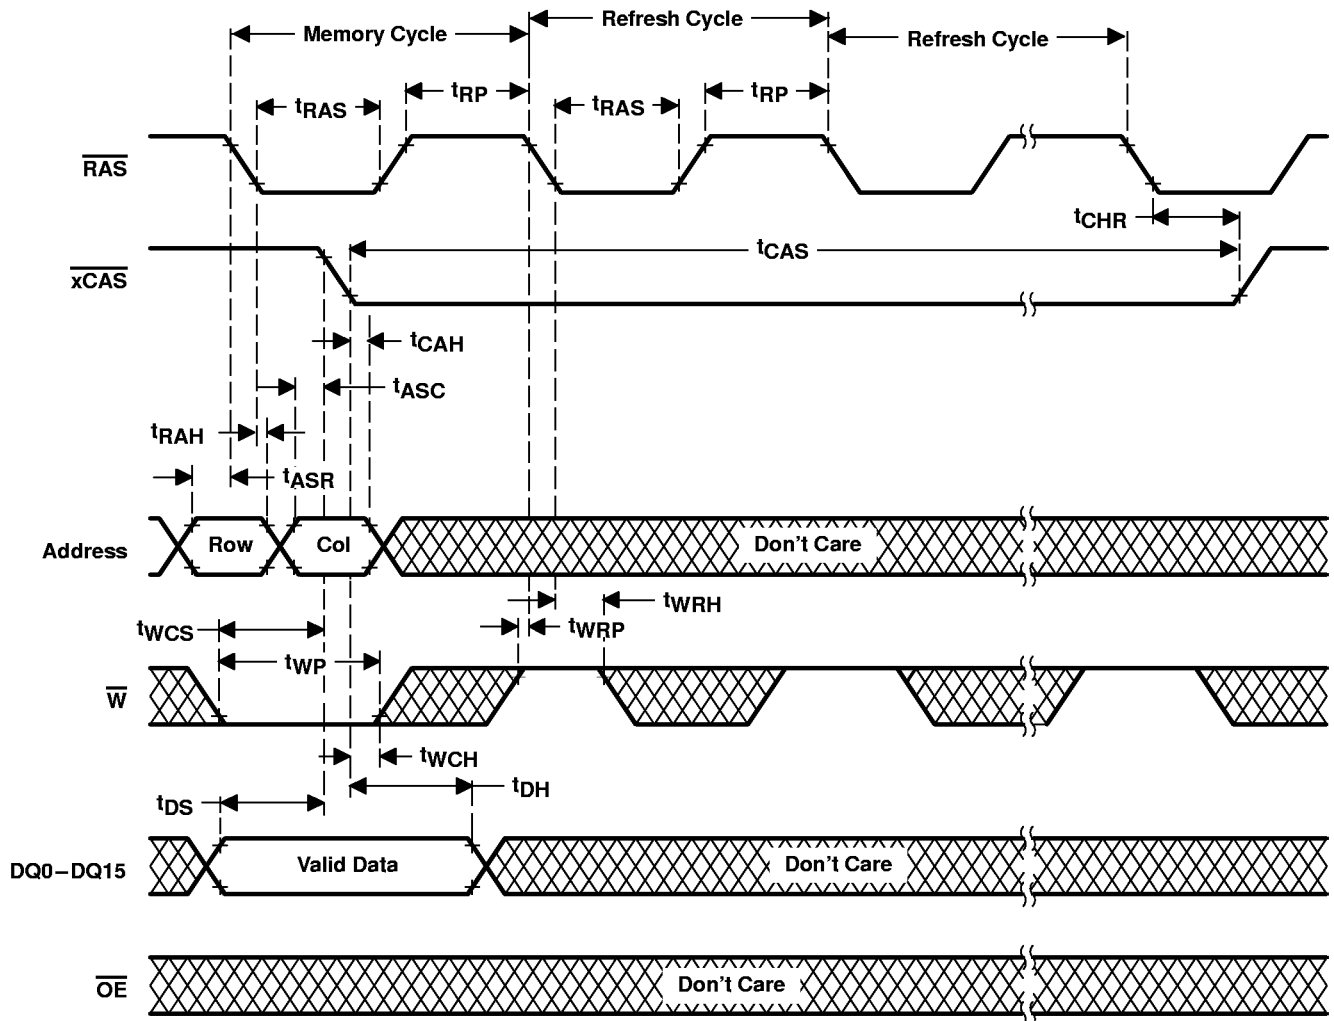 Memory Cycle
Refresh Cycle
Refresh Cycle
tRAS
tRP
tRAS
tRP
RAS
tCHR
tCAS
xCAS
tCAH
tASC
tRAH
tASR
Address
Row
Col
Don't Care
tWRH
tWCS
tWRP
tWP
W
tWCH
tDH
tDS
DQ0–DQ15
Valid Data
Don't Care
OE
Don't Care